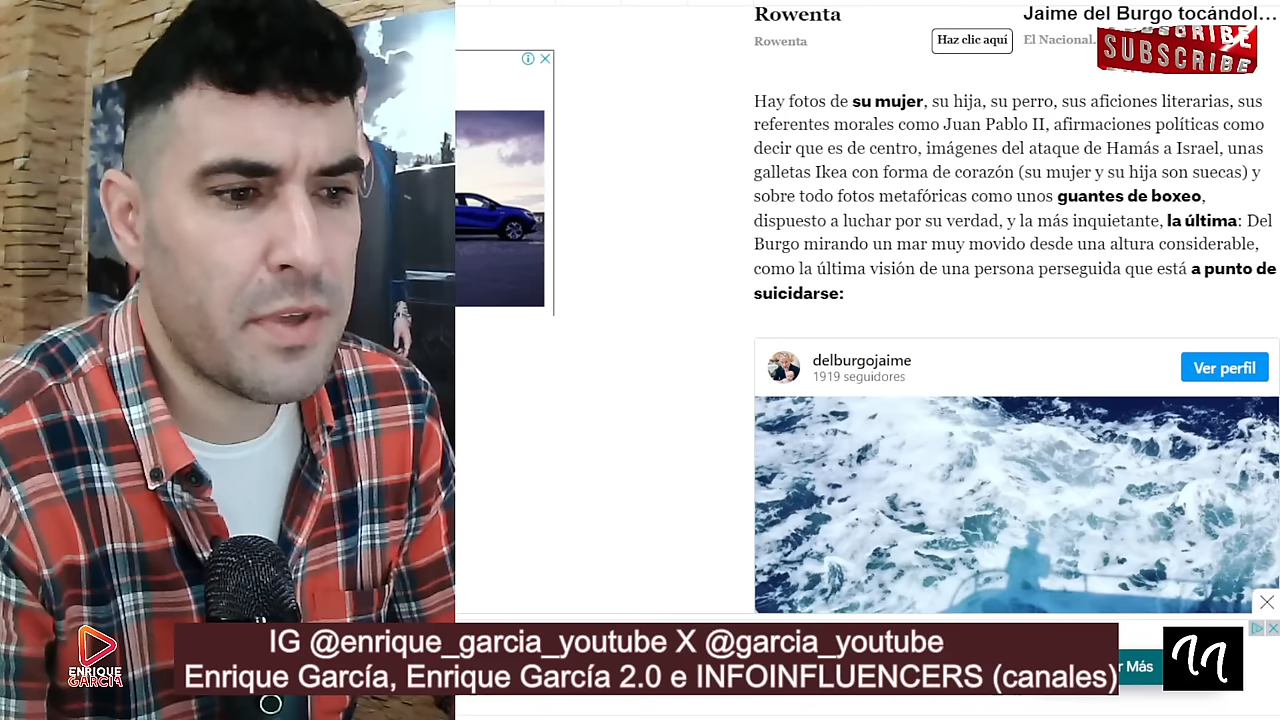 Rowenta
Rowenta
Haz clic aquí
Jaime del Burgo tocándol...
El Nacional.
SUBSCRIBE
SUBSCRIBE
Hay fotos de su mujer, su hija, su perro, sus aficiones literarias, sus
referentes morales como Juan Pablo II, afirmaciones políticas como
decir que es de centro, imágenes del ataque de Hamás a Israel, unas
galletas Ikea con forma de corazón (su mujer y su hija son suecas) y
sobre todo fotos metafóricas como unos guantes de boxeo,
dispuesto a luchar por su verdad, y la más inquietante, la última: Del
Burgo mirando un mar muy movido desde una altura considerable,
como la última visión de una persona perseguida que está a punto de
suicidarse:
delburgojaime
1919 seguidores
Ver perfil
IG @enrique_garcia_youtube X @garcia_youtube
Enrique García, Enrique García 2.0 e INFOINFLUENCERS (canales)
ENRIQUE
GARCÍA
r Más